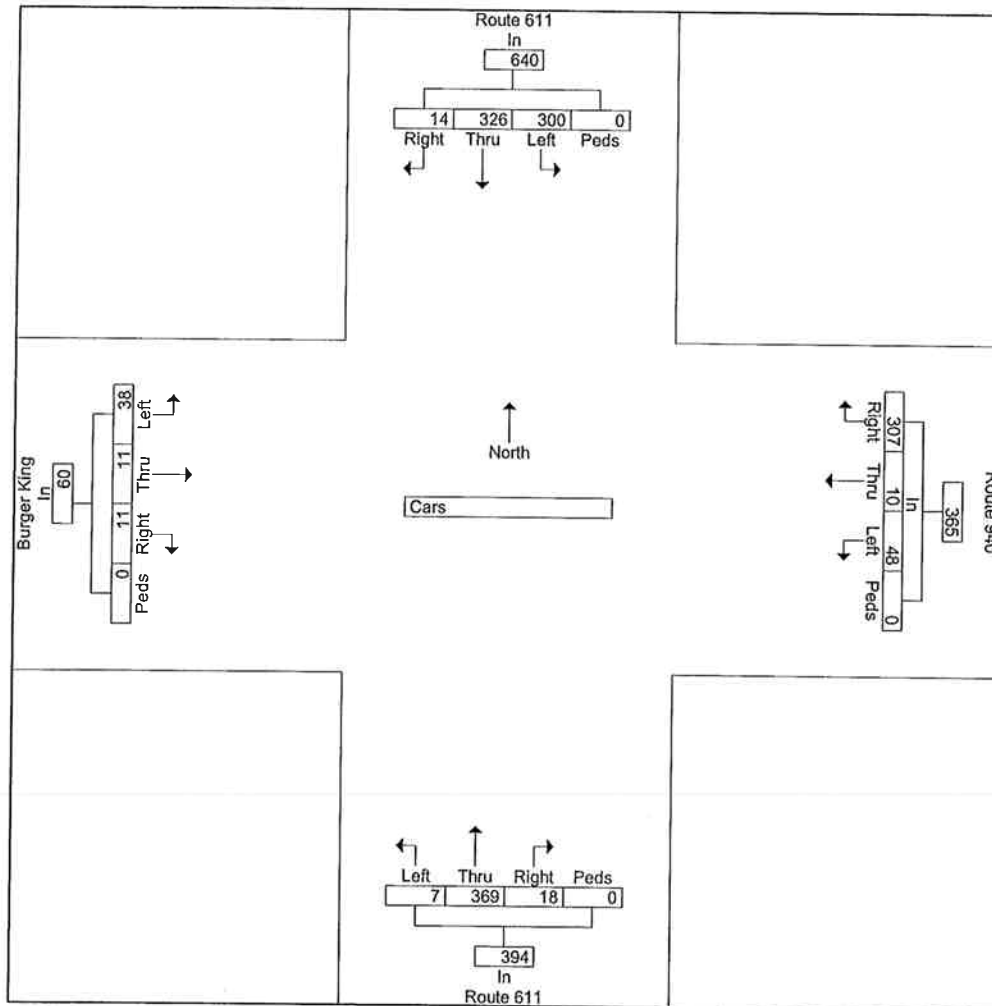 Route 611
In
640
14 326 300 0
Right Thru Left Peds
Burger King
In
60
38 11 11 0
Left Thru Right Peds
North
Cars
Right Thru Left Peds
307 10 48 0
In
365
Route 940
Left Thru Right Peds
7 369 18 0
394
In
Route 611